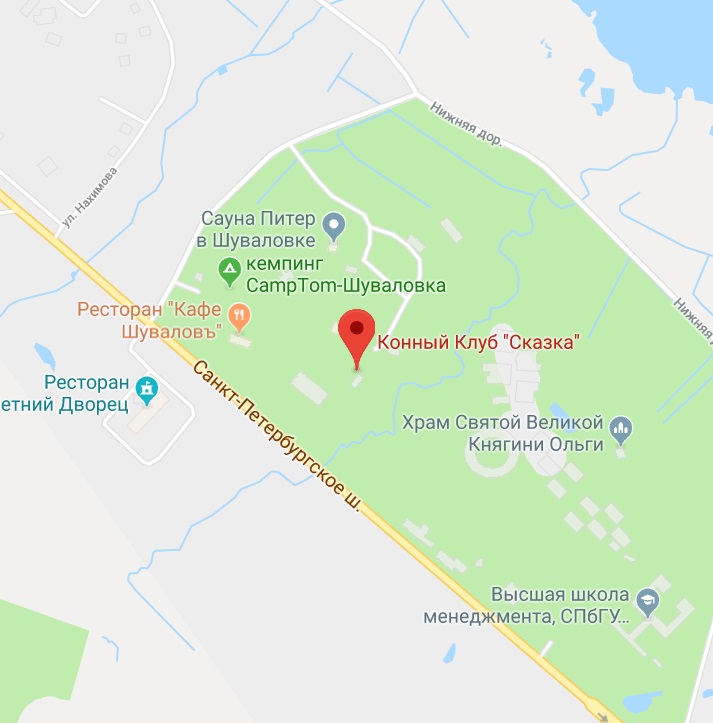 Нижняя дор.
ул. Нахимова
Сауна Питер
в Шуваловке
кемпинг
CampTom-Шуваловка
Ресторан "Кафе
Шуваловъ"
Нижняя
Конный Клуб "Сказка"
Ресторан
етний Дворец
Санкт-Петербургское ш.
Храм Святой Великой
Княгини Ольги
Высшая школа
менеджмента, СПбГУ...